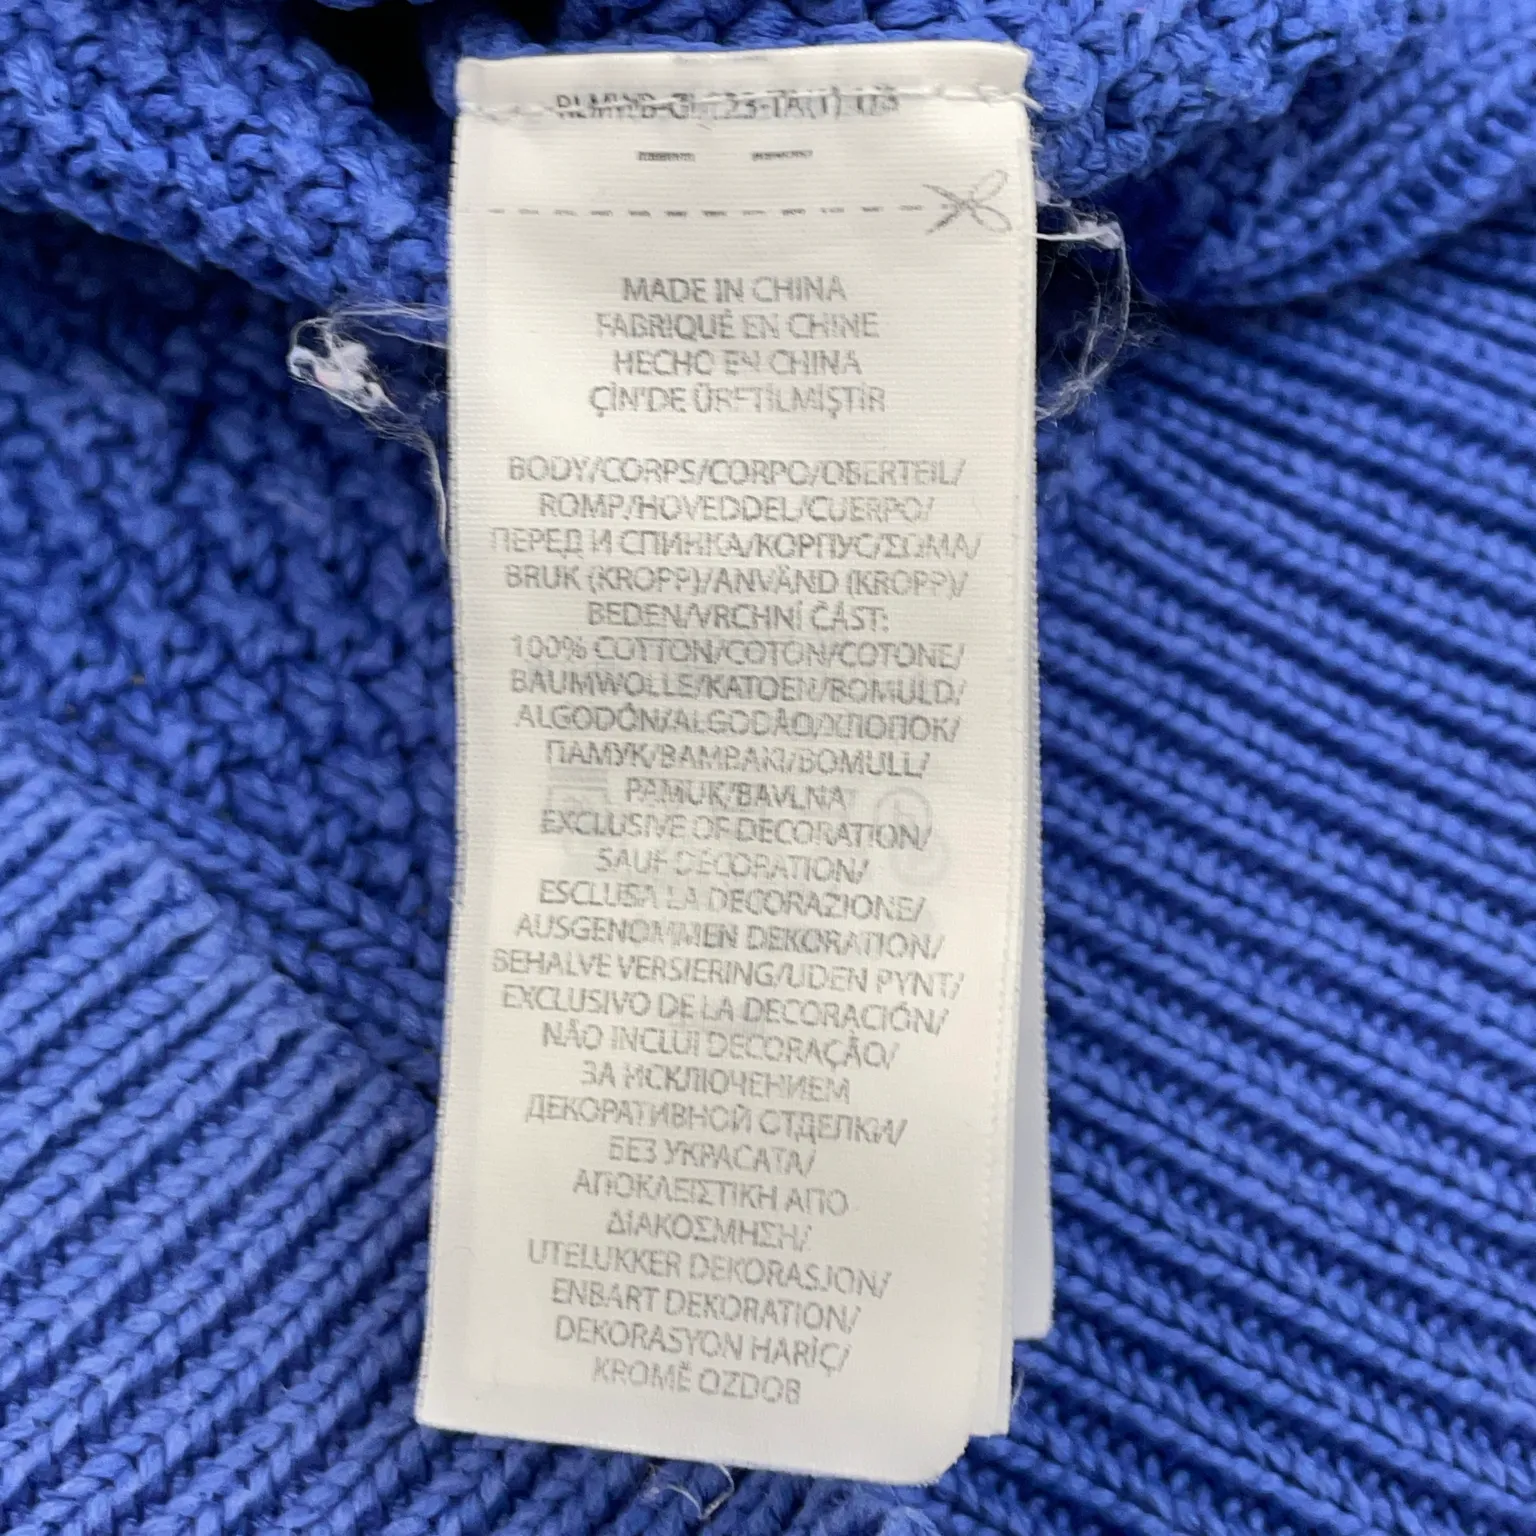 MADE IN CHINA
FABRIQUÉ EN CHINE
HECHO EN CHINA
ÇİN'DE ÜRETİLMİŞTİR
BODY/CORPS/CORPO/OBERTEIL/
ROMP/HOVEDDEL/CUERPO/
ПЕРЕД И СПИНКА/КОРПУС/ΣΩΜΑ/
BRUK (KROPP)/ANVÄND (KROPP)/
BEDEN/VRCHNÍ ČÁST:
100% COTTON/COTON/COTONE/
BAUMWOLLE/KATOEN/BOMULD/
ALGODÓN/ALGODÃO/ХЛОПОК/
ПАМУК/ΒΑΜΒΑΚΙ/BOMULL/
PAMUK/BAVLNA
EXCLUSIVE OF DECORATION/
SAUF DÉCORATION/
ESCLUSA LA DECORAZIONE/
AUSGENOMMEN DEKORATION/
BEHALVE VERSIERING/UDEN PYNT/
EXCLUSIVO DE LA DECORACIÓN/
NÃO INCLUI DECORAÇÃO/
ЗА ИСКЛЮЧЕНИЕМ
ДЕКОРАТИВНОЙ ОТДЕЛКИ/
БЕЗ УКРАСАТА/
ΑΠΟΚΛΕΙΣΤΙΚΗ ΑΠΟ
ΔΙΑΚΟΣΜΗΣΗ/
UTELUKKER DEKORASJON/
ENBART DEKORATION/
DEKORASYON HARİÇ/
KROMĚ OZDOB